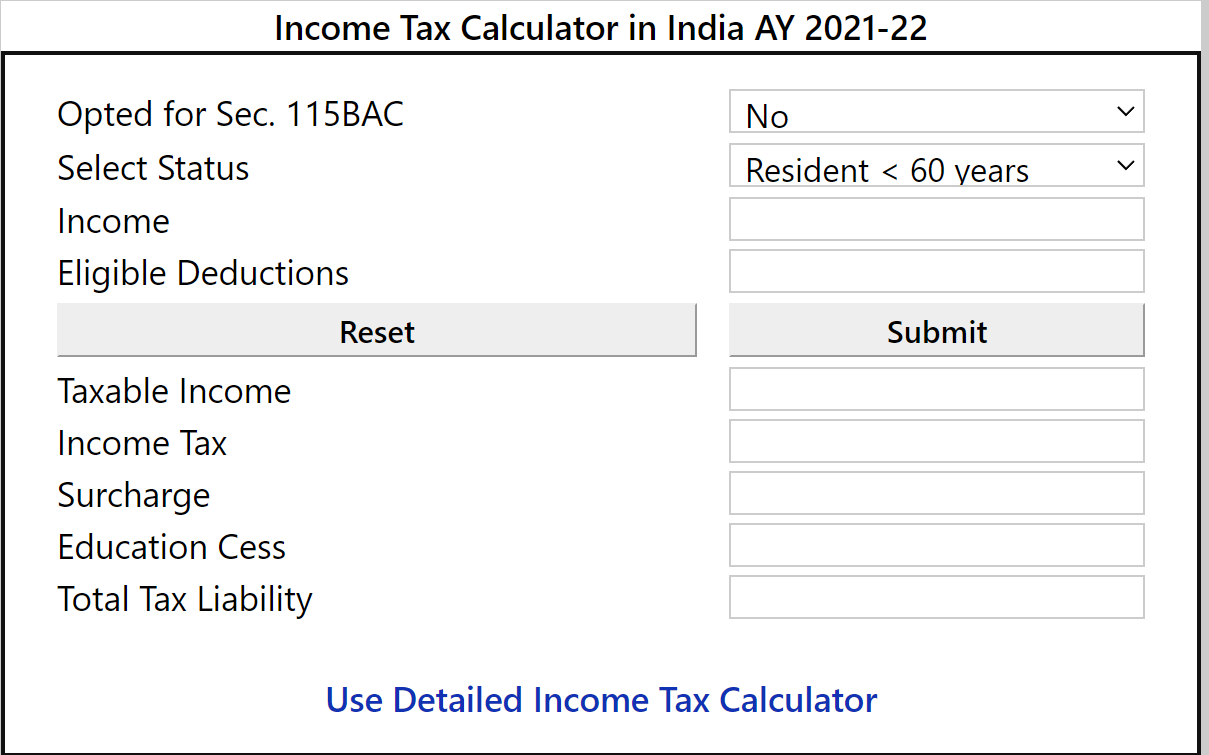 Income Tax Calculator in India AY 2021-22
Opted for Sec. 115BAC No
Select Status Resident < 60 years
Income
Eligible Deductions
Reset Submit
Taxable Income
Income Tax
Surcharge
Education Cess
Total Tax Liability
Use Detailed Income Tax Calculator